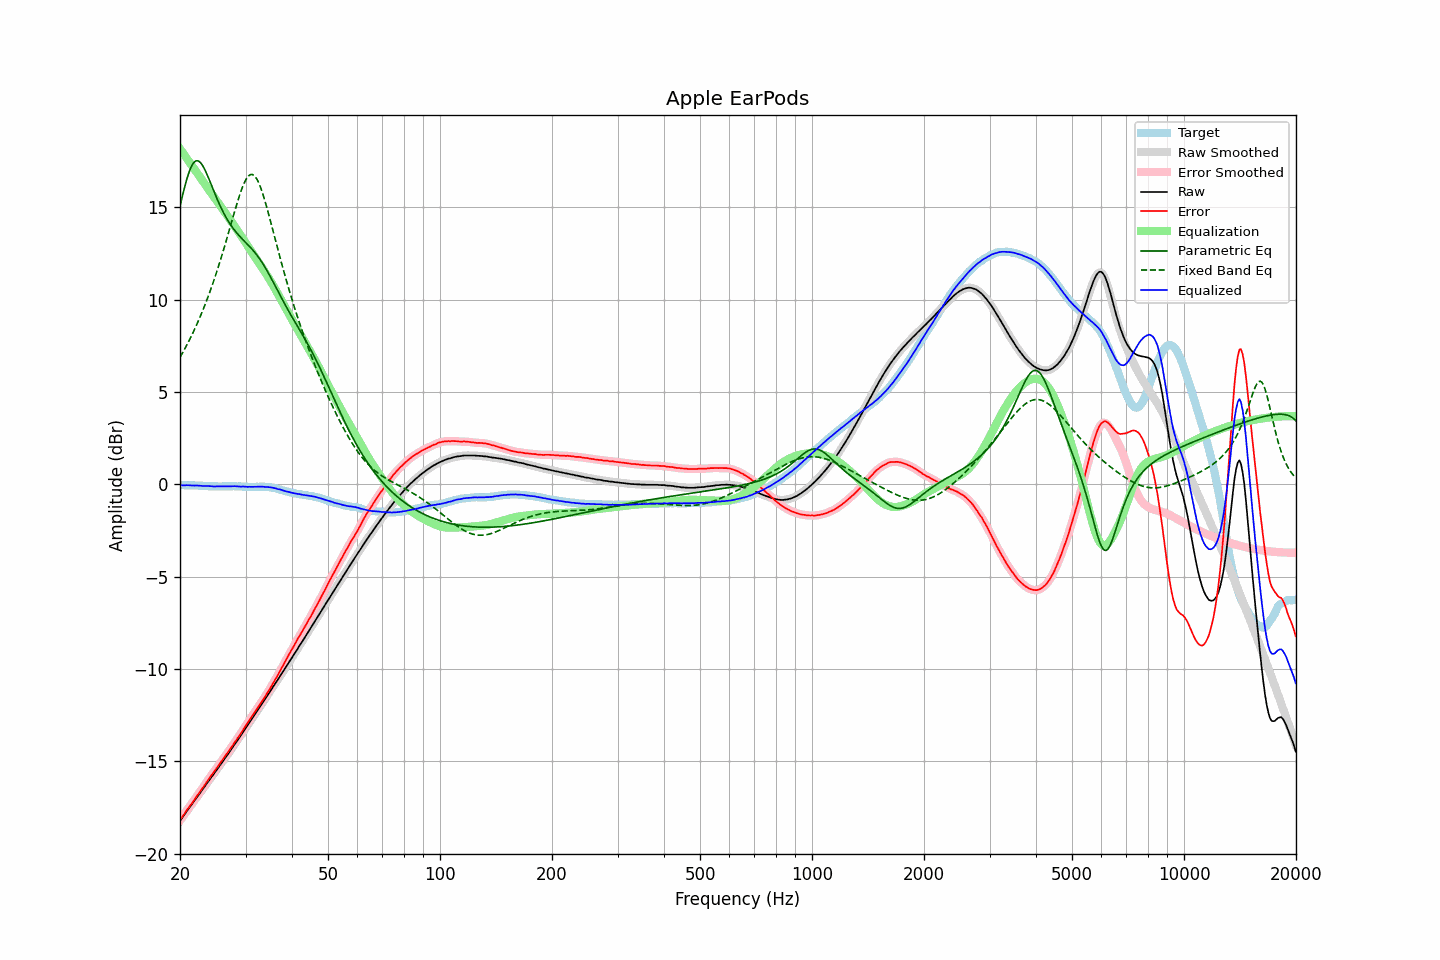 Apple EarPods
Target
Raw Smoothed
Error Smoothed
Raw
Error
Equalization
Parametric Eq
Fixed Band Eq
Equalized
Amplitude (dBr)
15
10
5
0
−5
−10
−15
−20
20
50
100
200
500
1000
2000
5000
10000
20000
Frequency (Hz)